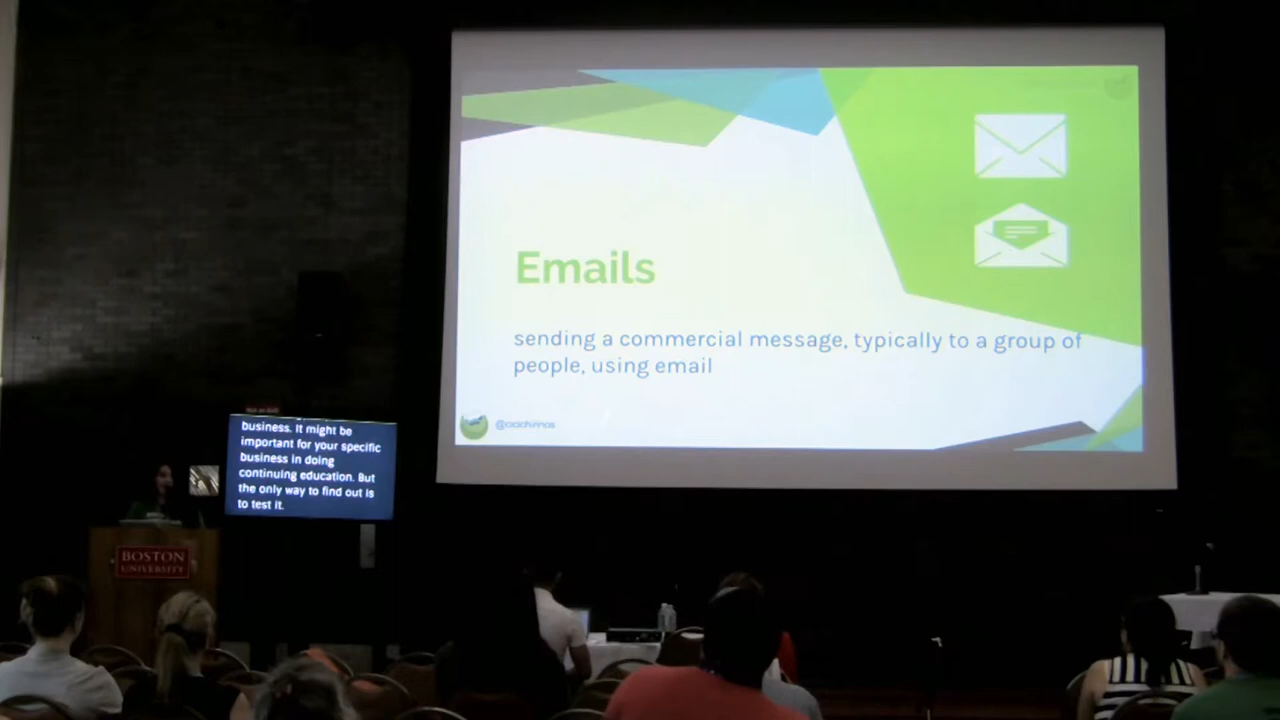 Emails
sending a commercial message, typically to a group of
people, using email
business. It might be
important for your specific
business in doing
continuing education. But
the only way to find out is
to test it.
BOSTON
UNIVERSITY